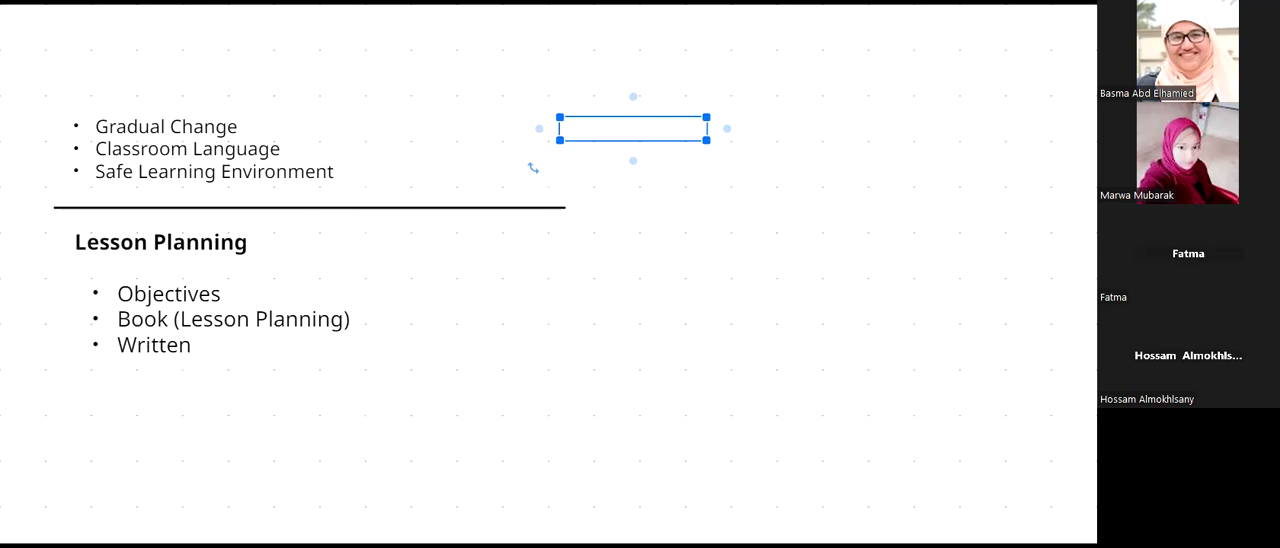 • Gradual Change
• Classroom Language
• Safe Learning Environment
Lesson Planning
• Objectives
• Book (Lesson Planning)
• Written
Basma Abd Elhamied
Marwa Mubarak
Fatma
Fatma
Hossam Almokhls...
Hossam Almokhlsany